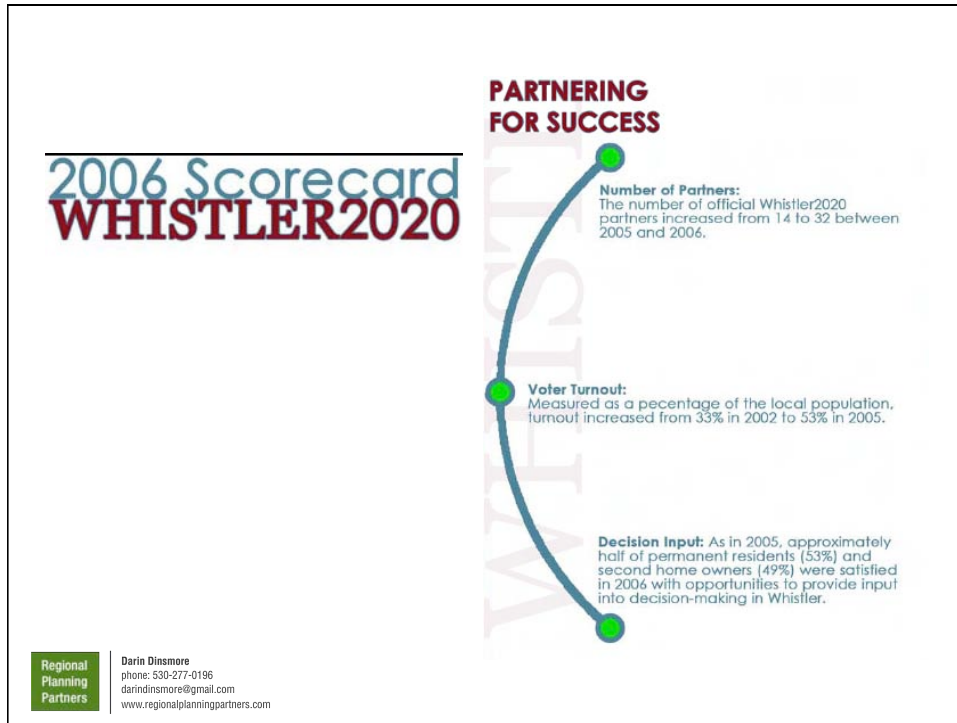 2006 Scorecard
WHISTLER2020
PARTNERING
FOR SUCCESS
Number of Partners:
The number of official Whistler2020
partners increased from 14 to 32 between
2005 and 2006.
Voter Turnout:
Measured as a pecentage of the local population,
turnout increased from 33% in 2002 to 53% in 2005.
Decision Input: As in 2005, approximately
half of permanent residents (53%) and
second home owners (49%) were satisfied
in 2006 with opportunities to provide input
into decision-making in Whistler.
WHISTL
Regional
Planning
Partners
Darin Dinsmore
phone: 530-277-0196
darindinsmore@gmail.com
www.regionalplanningpartners.com